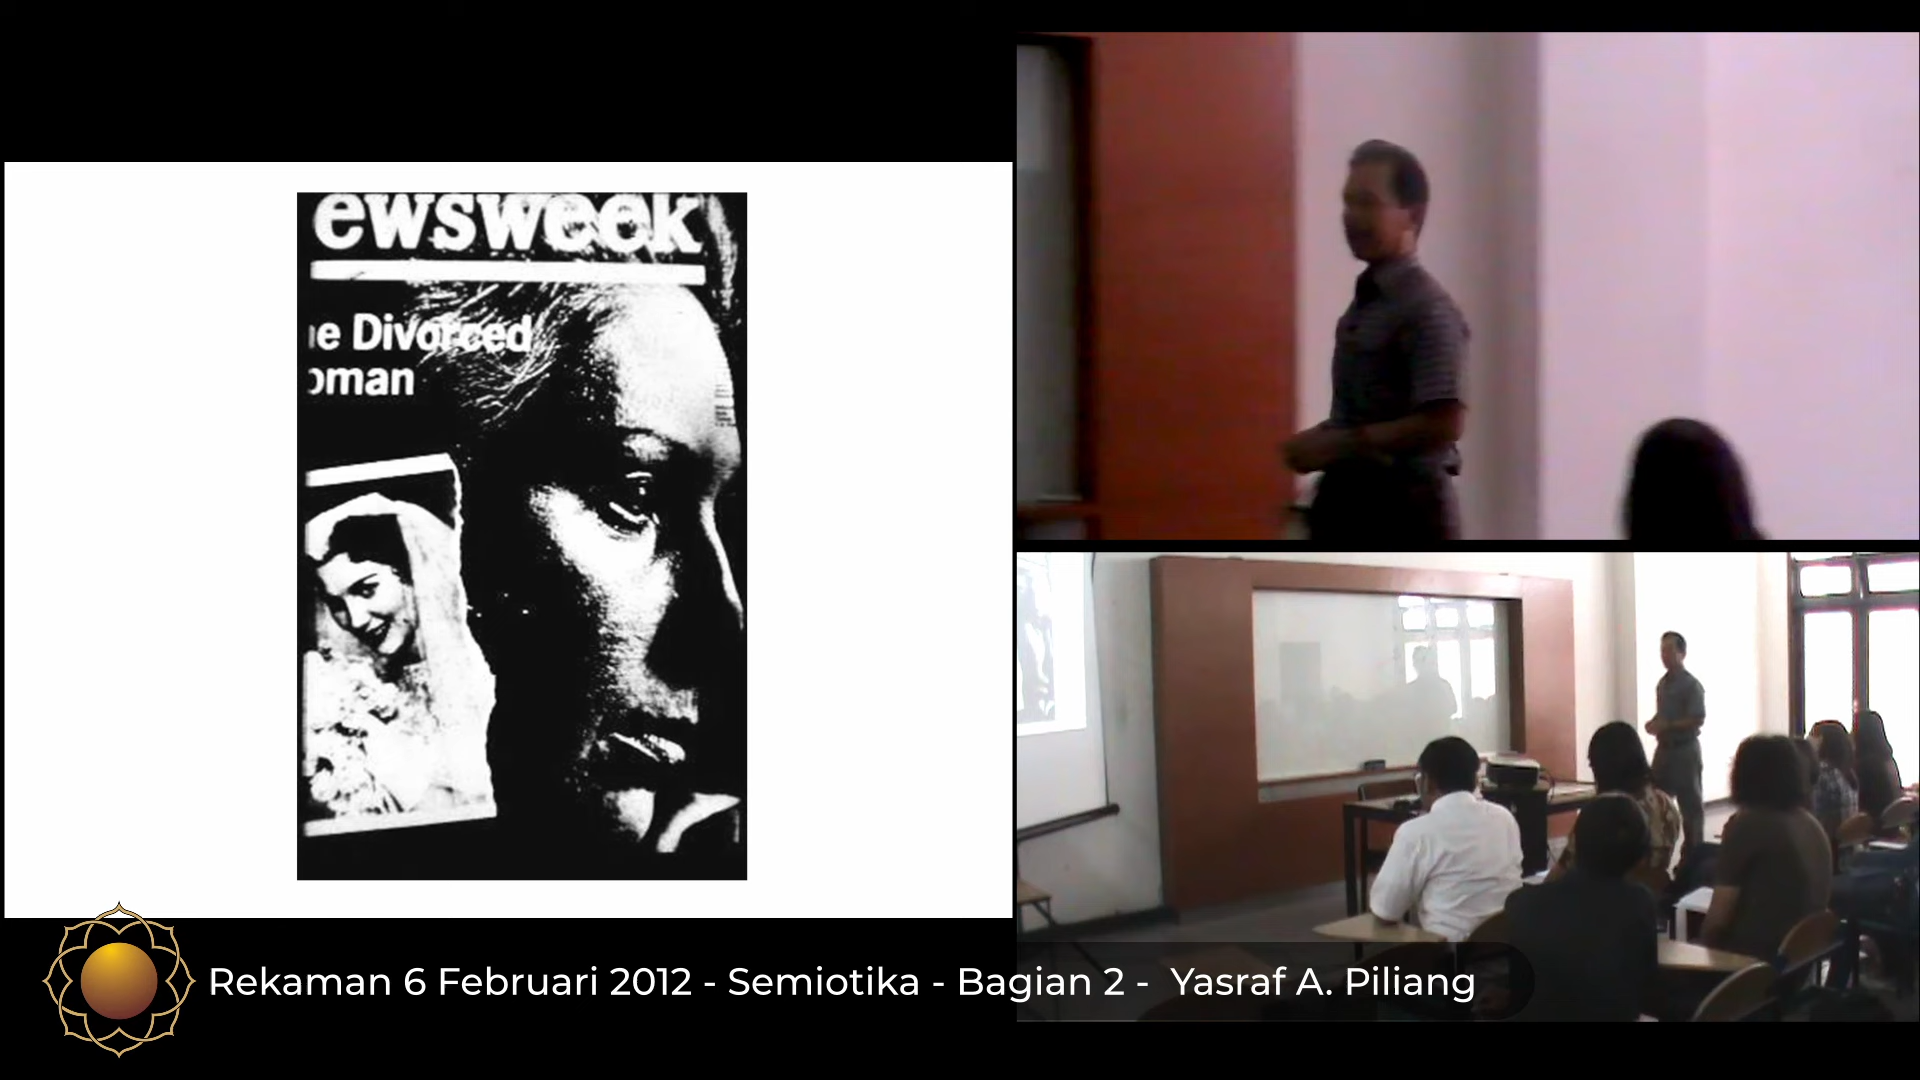 ewsweek
e Divorced
oman
Rekaman 6 Februari 2012 - Semiotika - Bagian 2 - Yasraf A. Piliang